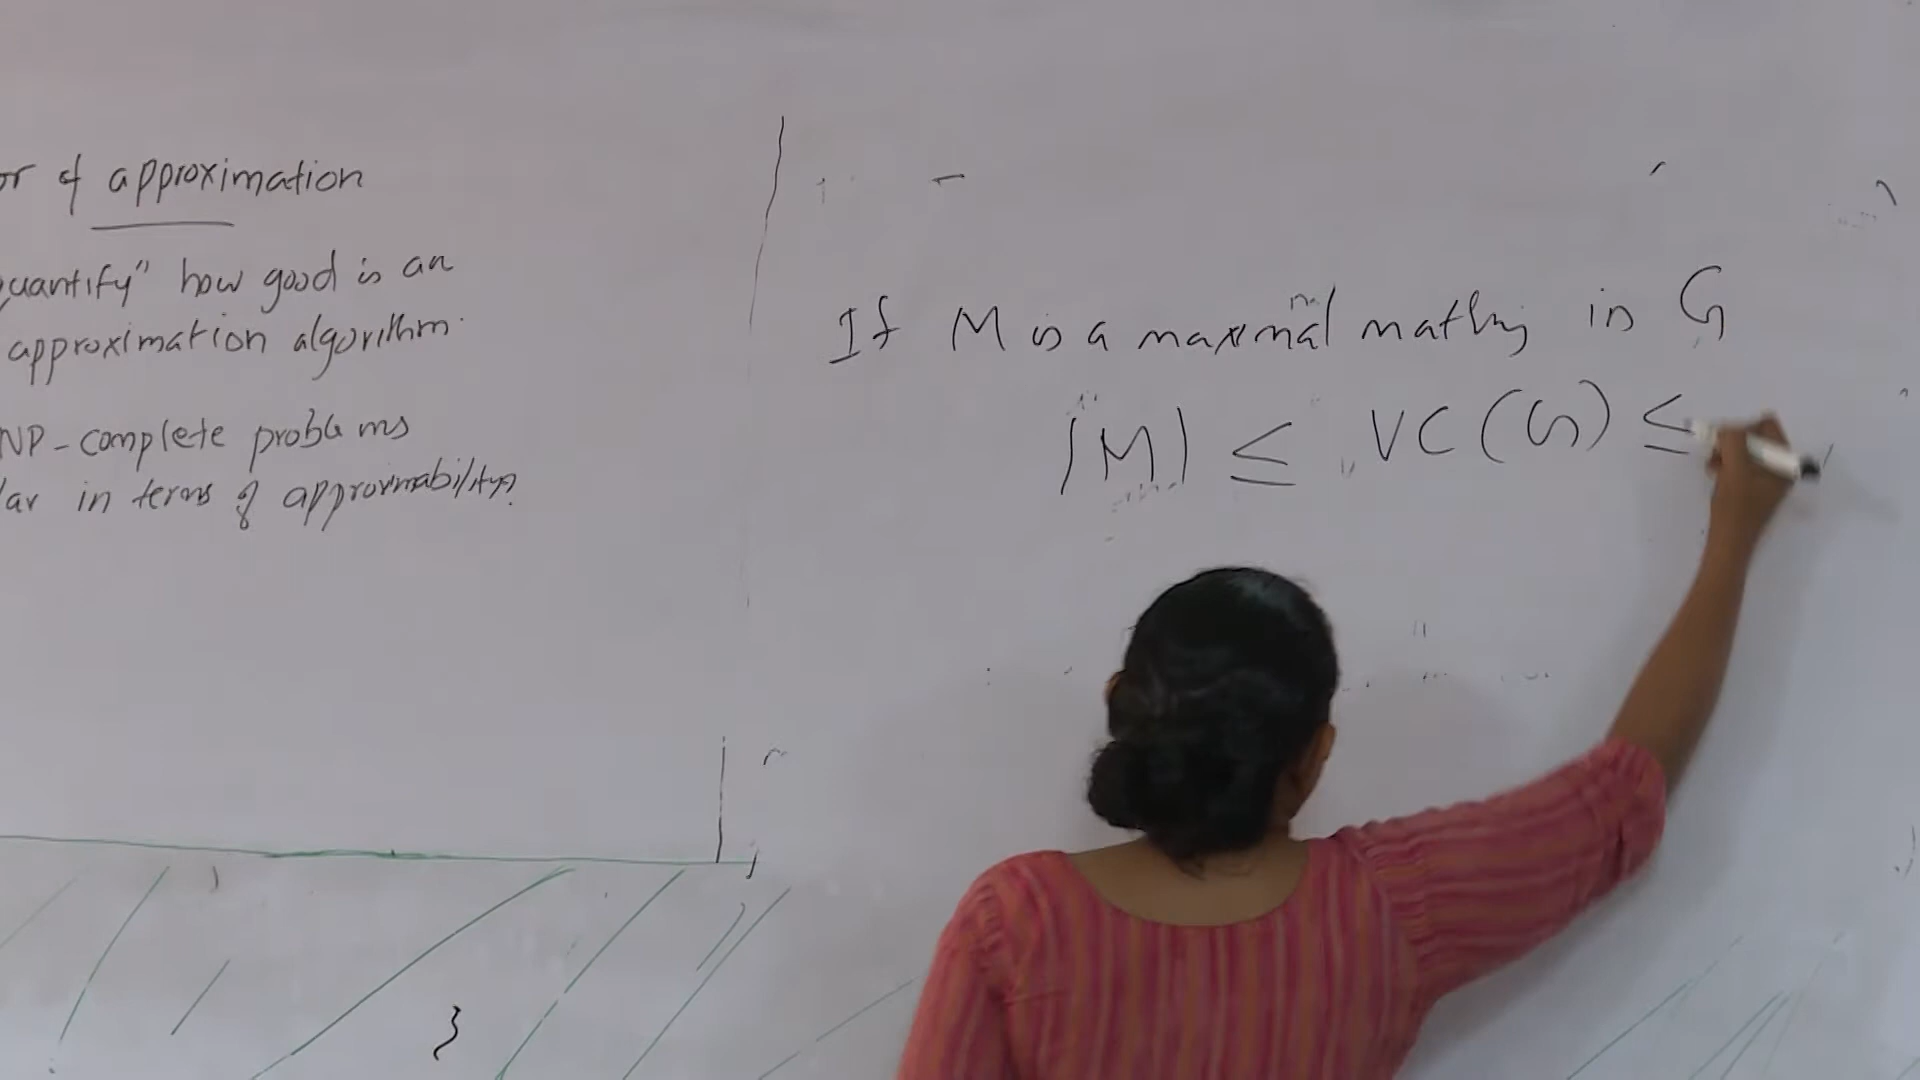 or of approximation
quantify" how good is an
approximation algorithm.
NP-complete problems
lar in terms of approximability?
If M is a maximal mathing in G
|M| ≤ VC(G) ≤
}